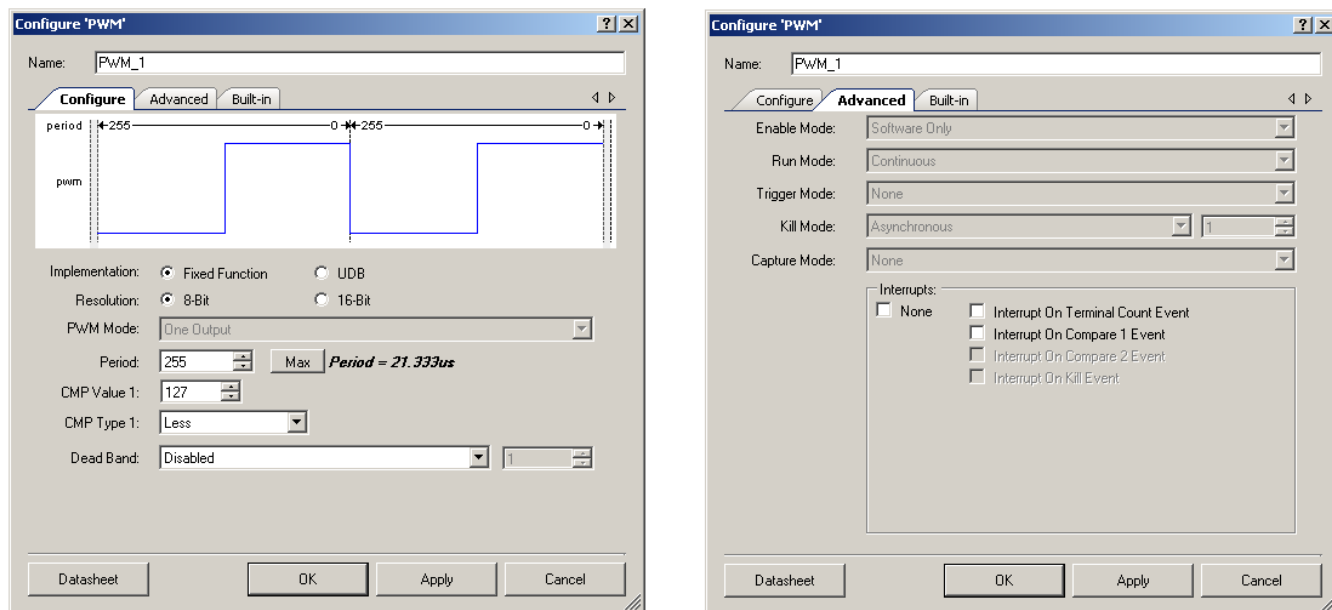 Configure 'PWM'
Name: PWM_1
Configure Advanced Built-in
period 255 0 255 0
pwm
Implementation: Fixed Function UDB
Resolution: 8-Bit 16-Bit
PWM Mode: One Output
Period: 255 Max Period = 21.333us
CMP Value 1: 127
CMP Type 1: Less
Dead Band: Disabled 1
Datasheet OK Apply Cancel
Configure 'PWM'
Name: PWM_1
Configure Advanced Built-in
Enable Mode: Software Only
Run Mode: Continuous
Trigger Mode: None
Kill Mode: Asynchronous 1
Capture Mode: None
Interrupts:
None Interrupt On Terminal Count Event
Interrupt On Compare 1 Event
Interrupt On Compare 2 Event
Interrupt On Kill Event
Datasheet OK Apply Cancel